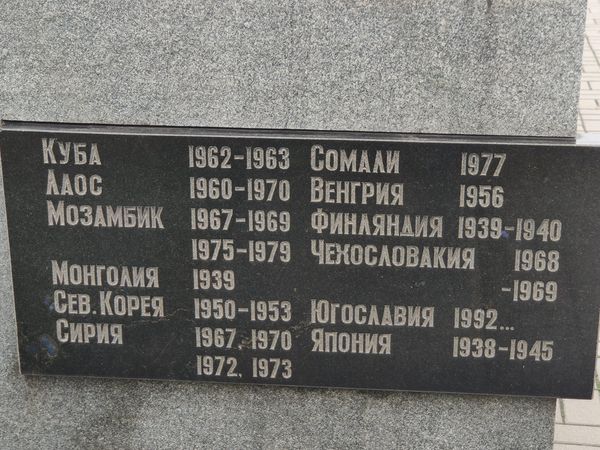 КУБА 1962-1963
ЛАОС 1960-1970
МОЗАМБИК 1967-1969
1975-1979
МОНГОЛИЯ 1939
СЕВ. КОРЕЯ 1950-1953
СИРИЯ 1967, 1970
1972, 1973
СОМАЛИ 1977
ВЕНГРИЯ 1956
ФИНЛЯНДИЯ 1939-1940
ЧЕХОСЛОВАКИЯ 1968
-1969
ЮГОСЛАВИЯ 1992...
ЯПОНИЯ 1938-1945